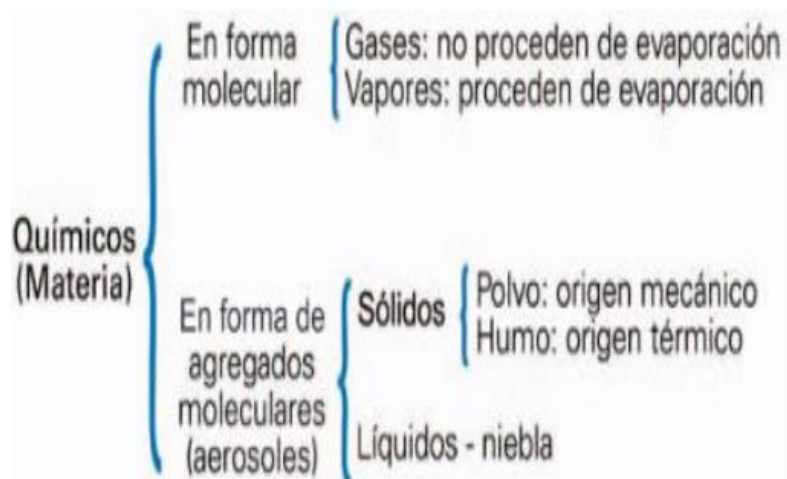 Químicos
(Materia)
En forma
molecular
Gases: no proceden de evaporación
Vapores: proceden de evaporación
En forma de
agregados
moleculares
(aerosoles)
Sólidos
Polvo: origen mecánico
Humo: origen térmico
Líquidos - niebla